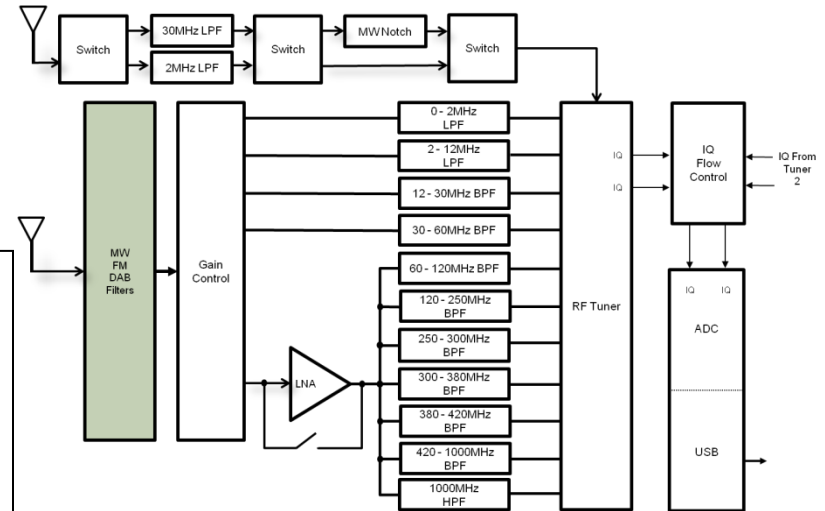 Switch
30MHz LPF
2MHz LPF
Switch
MW Notch
Switch
MW
FM
DAB
Filters
Gain
Control
LNA
0 - 2MHz
LPF
2 - 12MHz
LPF
12 - 30MHz BPF
30 - 60MHz BPF
60 - 120MHz BPF
120 - 250MHz
BPF
250 - 300MHz
BPF
300 - 380MHz
BPF
380 - 420MHz
BPF
420 - 1000MHz
BPF
1000MHz
HPF
RF Tuner
IQ
IQ
IQ
Flow
Control
IQ From
Tuner
2
IQ IQ
ADC
USB